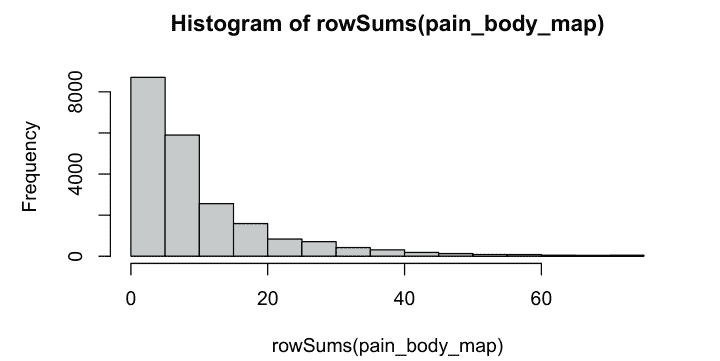 Histogram of rowSums(pain_body_map)
Frequency
8000
4000
0
0 20 40 60
rowSums(pain_body_map)